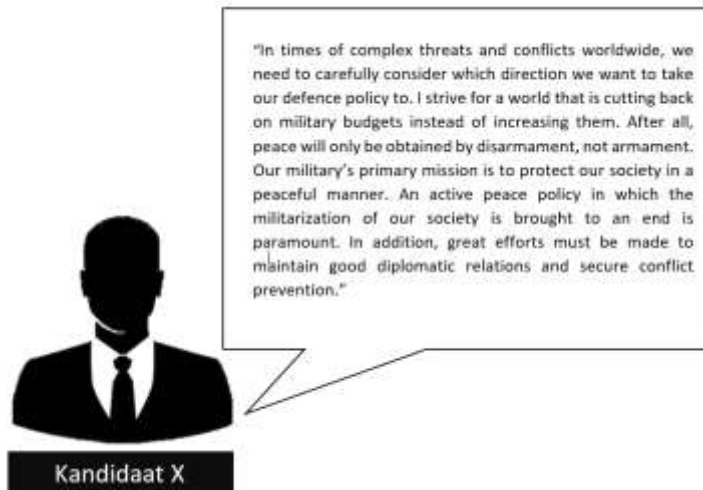 “In times of complex threats and conflicts worldwide, we
need to carefully consider which direction we want to take
our defence policy to. I strive for a world that is cutting back
on military budgets instead of increasing them. After all,
peace will only be obtained by disarmament, not armament.
Our military’s primary mission is to protect our society in a
peaceful manner. An active peace policy in which the
militarization of our society is brought to an end is
paramount. In addition, great efforts must be made to
maintain good diplomatic relations and secure conflict
prevention.”
Kandidaat X